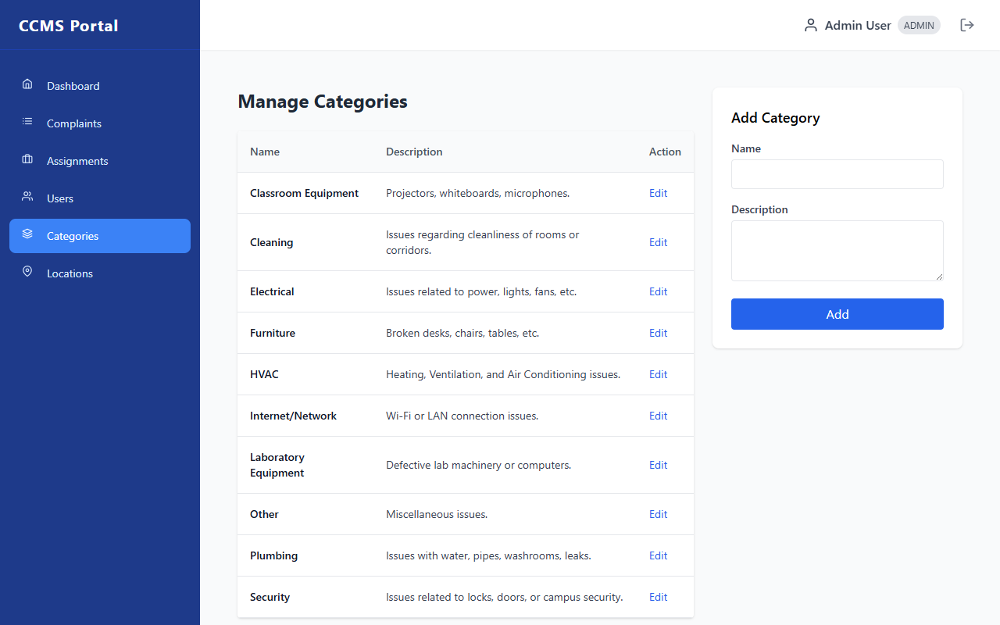 CCMS Portal
Admin User ADMIN
Dashboard
Complaints
Assignments
Users
Categories
Locations
Manage Categories
Name Description Action
Classroom Equipment Projectors, whiteboards, microphones. Edit
Cleaning Issues regarding cleanliness of rooms or
corridors. Edit
Electrical Issues related to power, lights, fans, etc. Edit
Furniture Broken desks, chairs, tables, etc. Edit
HVAC Heating, Ventilation, and Air Conditioning issues. Edit
Internet/Network Wi-Fi or LAN connection issues. Edit
Laboratory
Equipment Defective lab machinery or computers. Edit
Other Miscellaneous issues. Edit
Plumbing Issues with water, pipes, washrooms, leaks. Edit
Security Issues related to locks, doors, or campus security. Edit
Add Category
Name
Description
Add